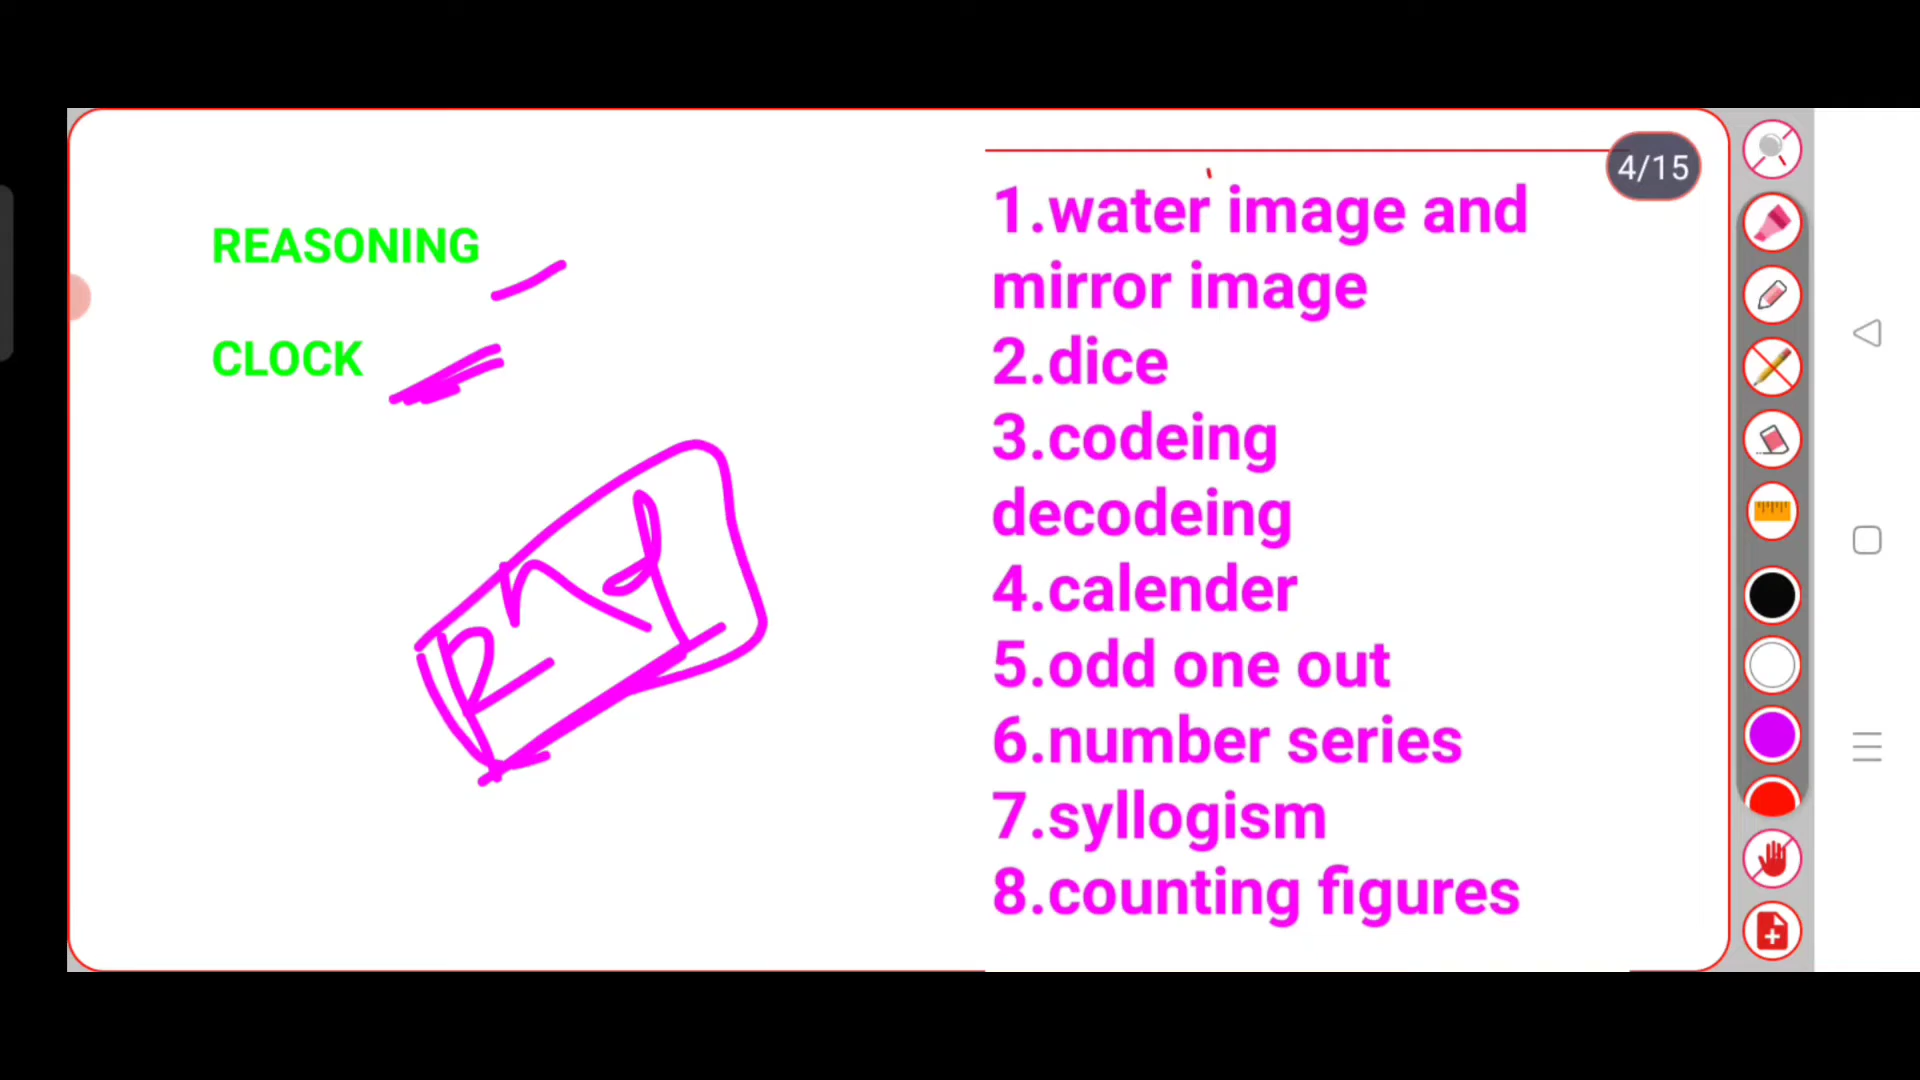 REASONING
CLOCK
1.water image and
mirror image
2.dice
3.codeing
decodeing
4.calender
5.odd one out
6.number series
7.syllogism
8.counting figures
4/15